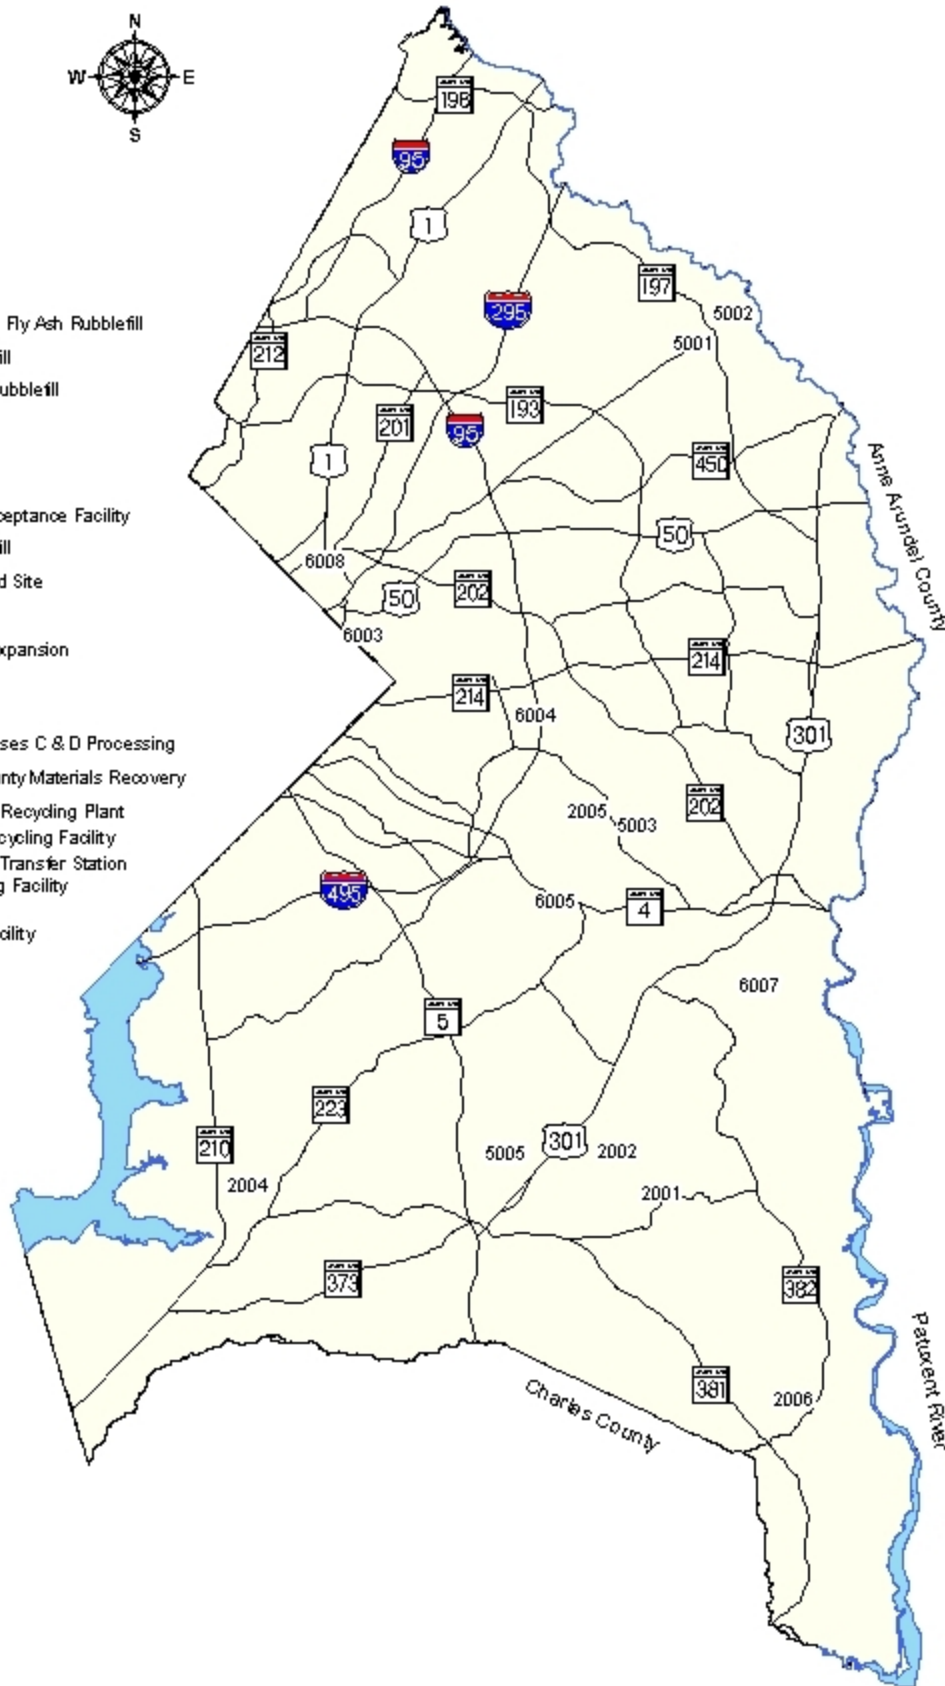 N
W E
S
198
95
1
197
295
5002
Fly Ash Rubblefill
5001
212
ill
ubblefill
193
201
95
450
1
Anne Arundel County
ceptance Facility
50
ill
6008
d Site
202
50
6003
xpansion
214
214
6004
301
ses C & D Processing
nty Materials Recovery
202
2005
Recycling Plant
5003
cycling Facility
Transfer Station
g Facility
495
6005
4
cility
6007
5
223
301
210
5005
2002
2004
2001
373
382
381
2006
Charles County
Patuxent River